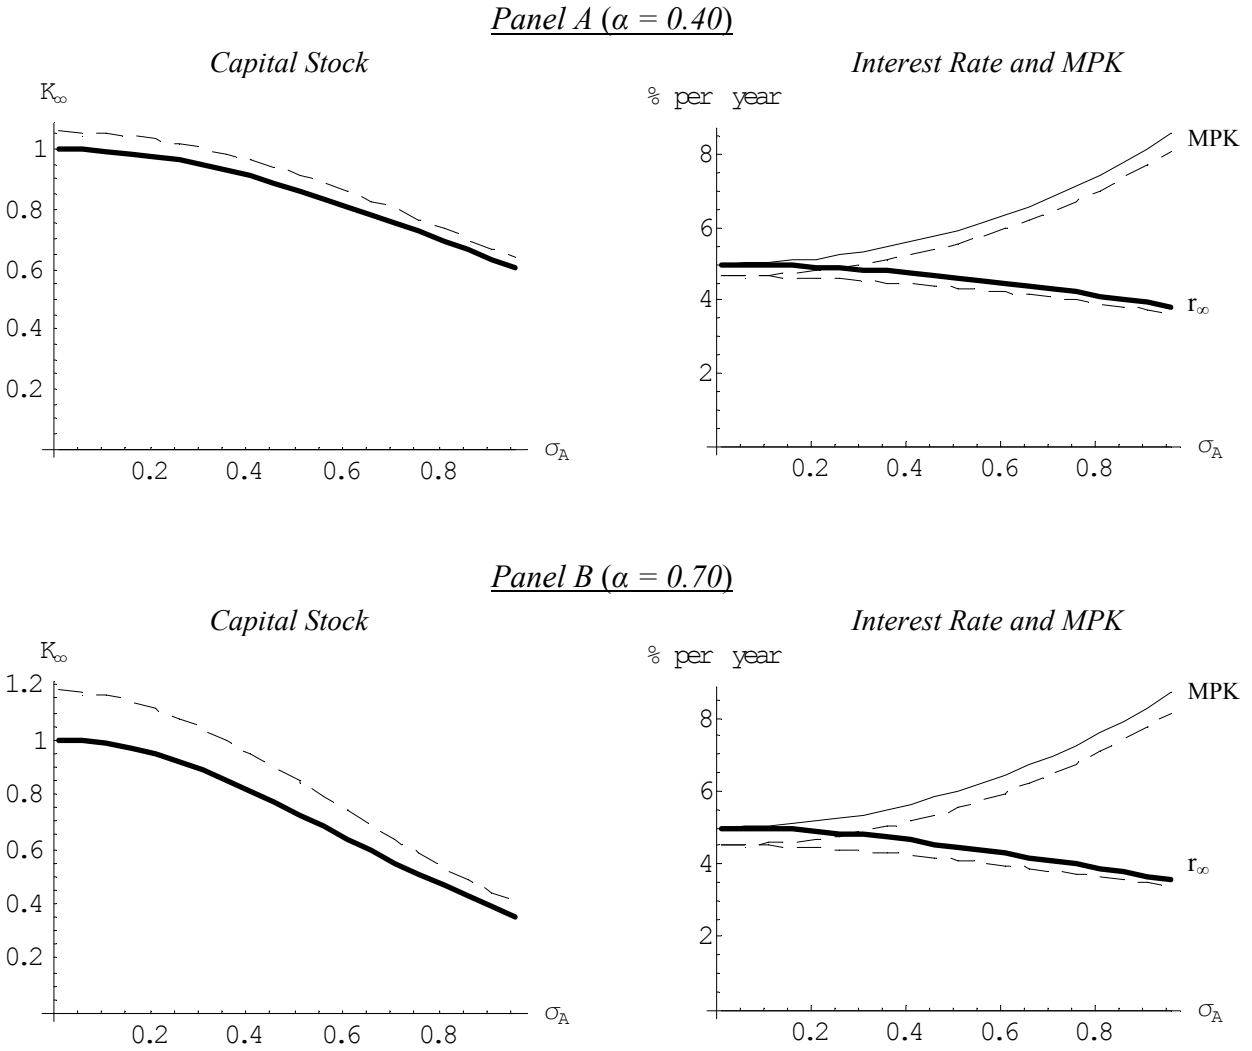 Panel A (α = 0.40)
Capital Stock
Interest Rate and MPK
K∞
% per year
1
0.8
0.6
0.4
0.2
0.2 0.4 0.6 0.8
σA
8
6
4
2
0.2 0.4 0.6 0.8
σA
MPK
r∞
Panel B (α = 0.70)
Capital Stock
Interest Rate and MPK
K∞
% per year
1.2
1
0.8
0.6
0.4
0.2
0.2 0.4 0.6 0.8
σA
8
6
4
2
0.2 0.4 0.6 0.8
σA
MPK
r∞